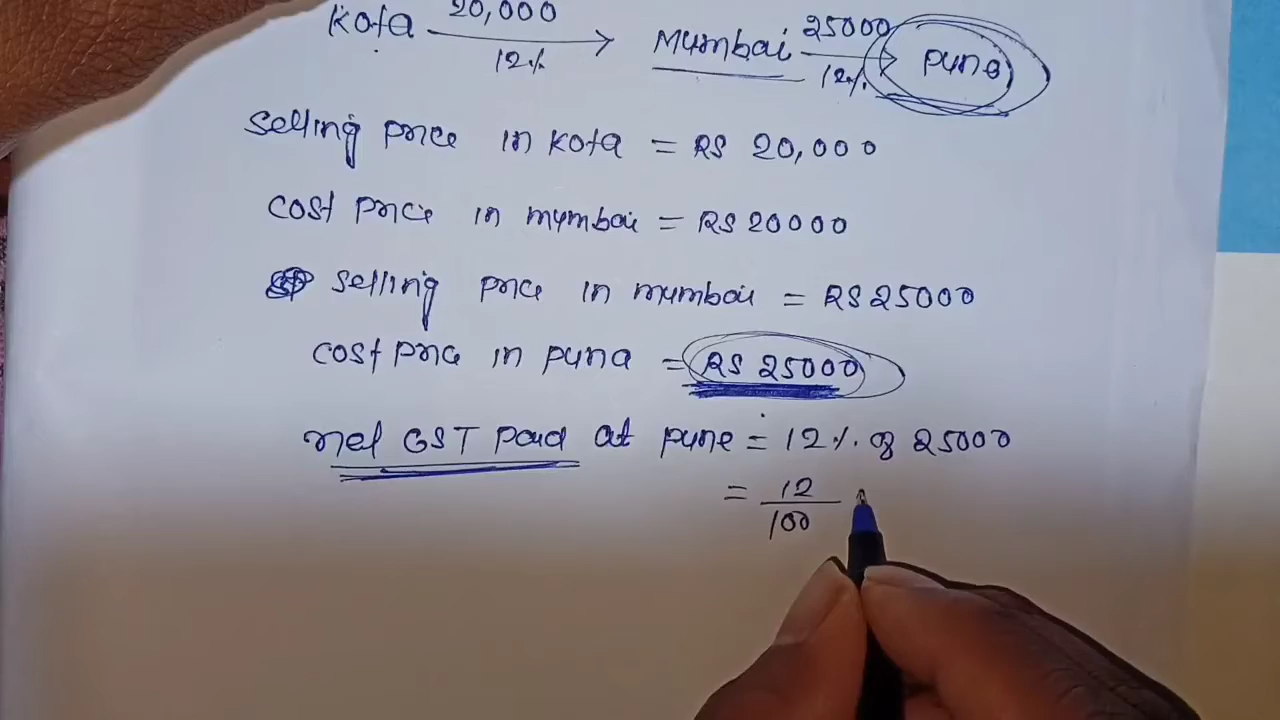 Kota 20,000 12% Mumbai 25000 12% Pune
Selling price in Kota = RS 20,000
Cost Price in mumbai = RS 20000
Selling price in mumbai = RS 25000
Cost price in puna = RS 25000
net GST Paid at pune = 12% of 25000
= 12/100